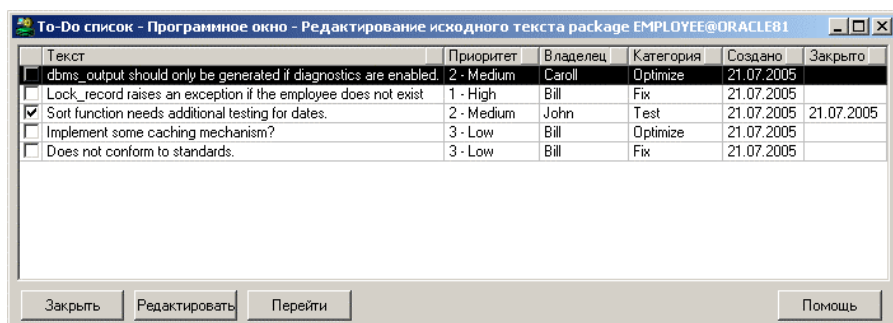 To-Do список - Программное окно - Редактирование исходного текста package EMPLOYEE@ORACLE81
Текст Приоритет Владелец Категория Создано Закрыто
dbms_output should only be generated if diagnostics are enabled. 2 - Medium Caroll Optimize 21.07.2005
Lock_record raises an exception if the employee does not exist 1 - High Bill Fix 21.07.2005
Sort function needs additional testing for dates. 2 - Medium John Test 21.07.2005 21.07.2005
Implement some caching mechanism? 3 - Low Bill Optimize 21.07.2005
Does not conform to standards. 3 - Low Bill Fix 21.07.2005
Закрыть Редактировать Перейти Помощь